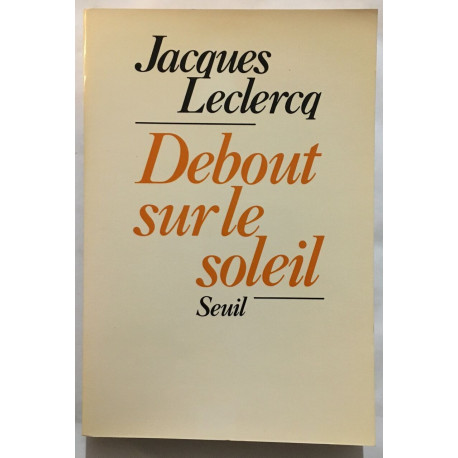 Jacques
Leclercq
Debout
sur le
soleil
Seuil